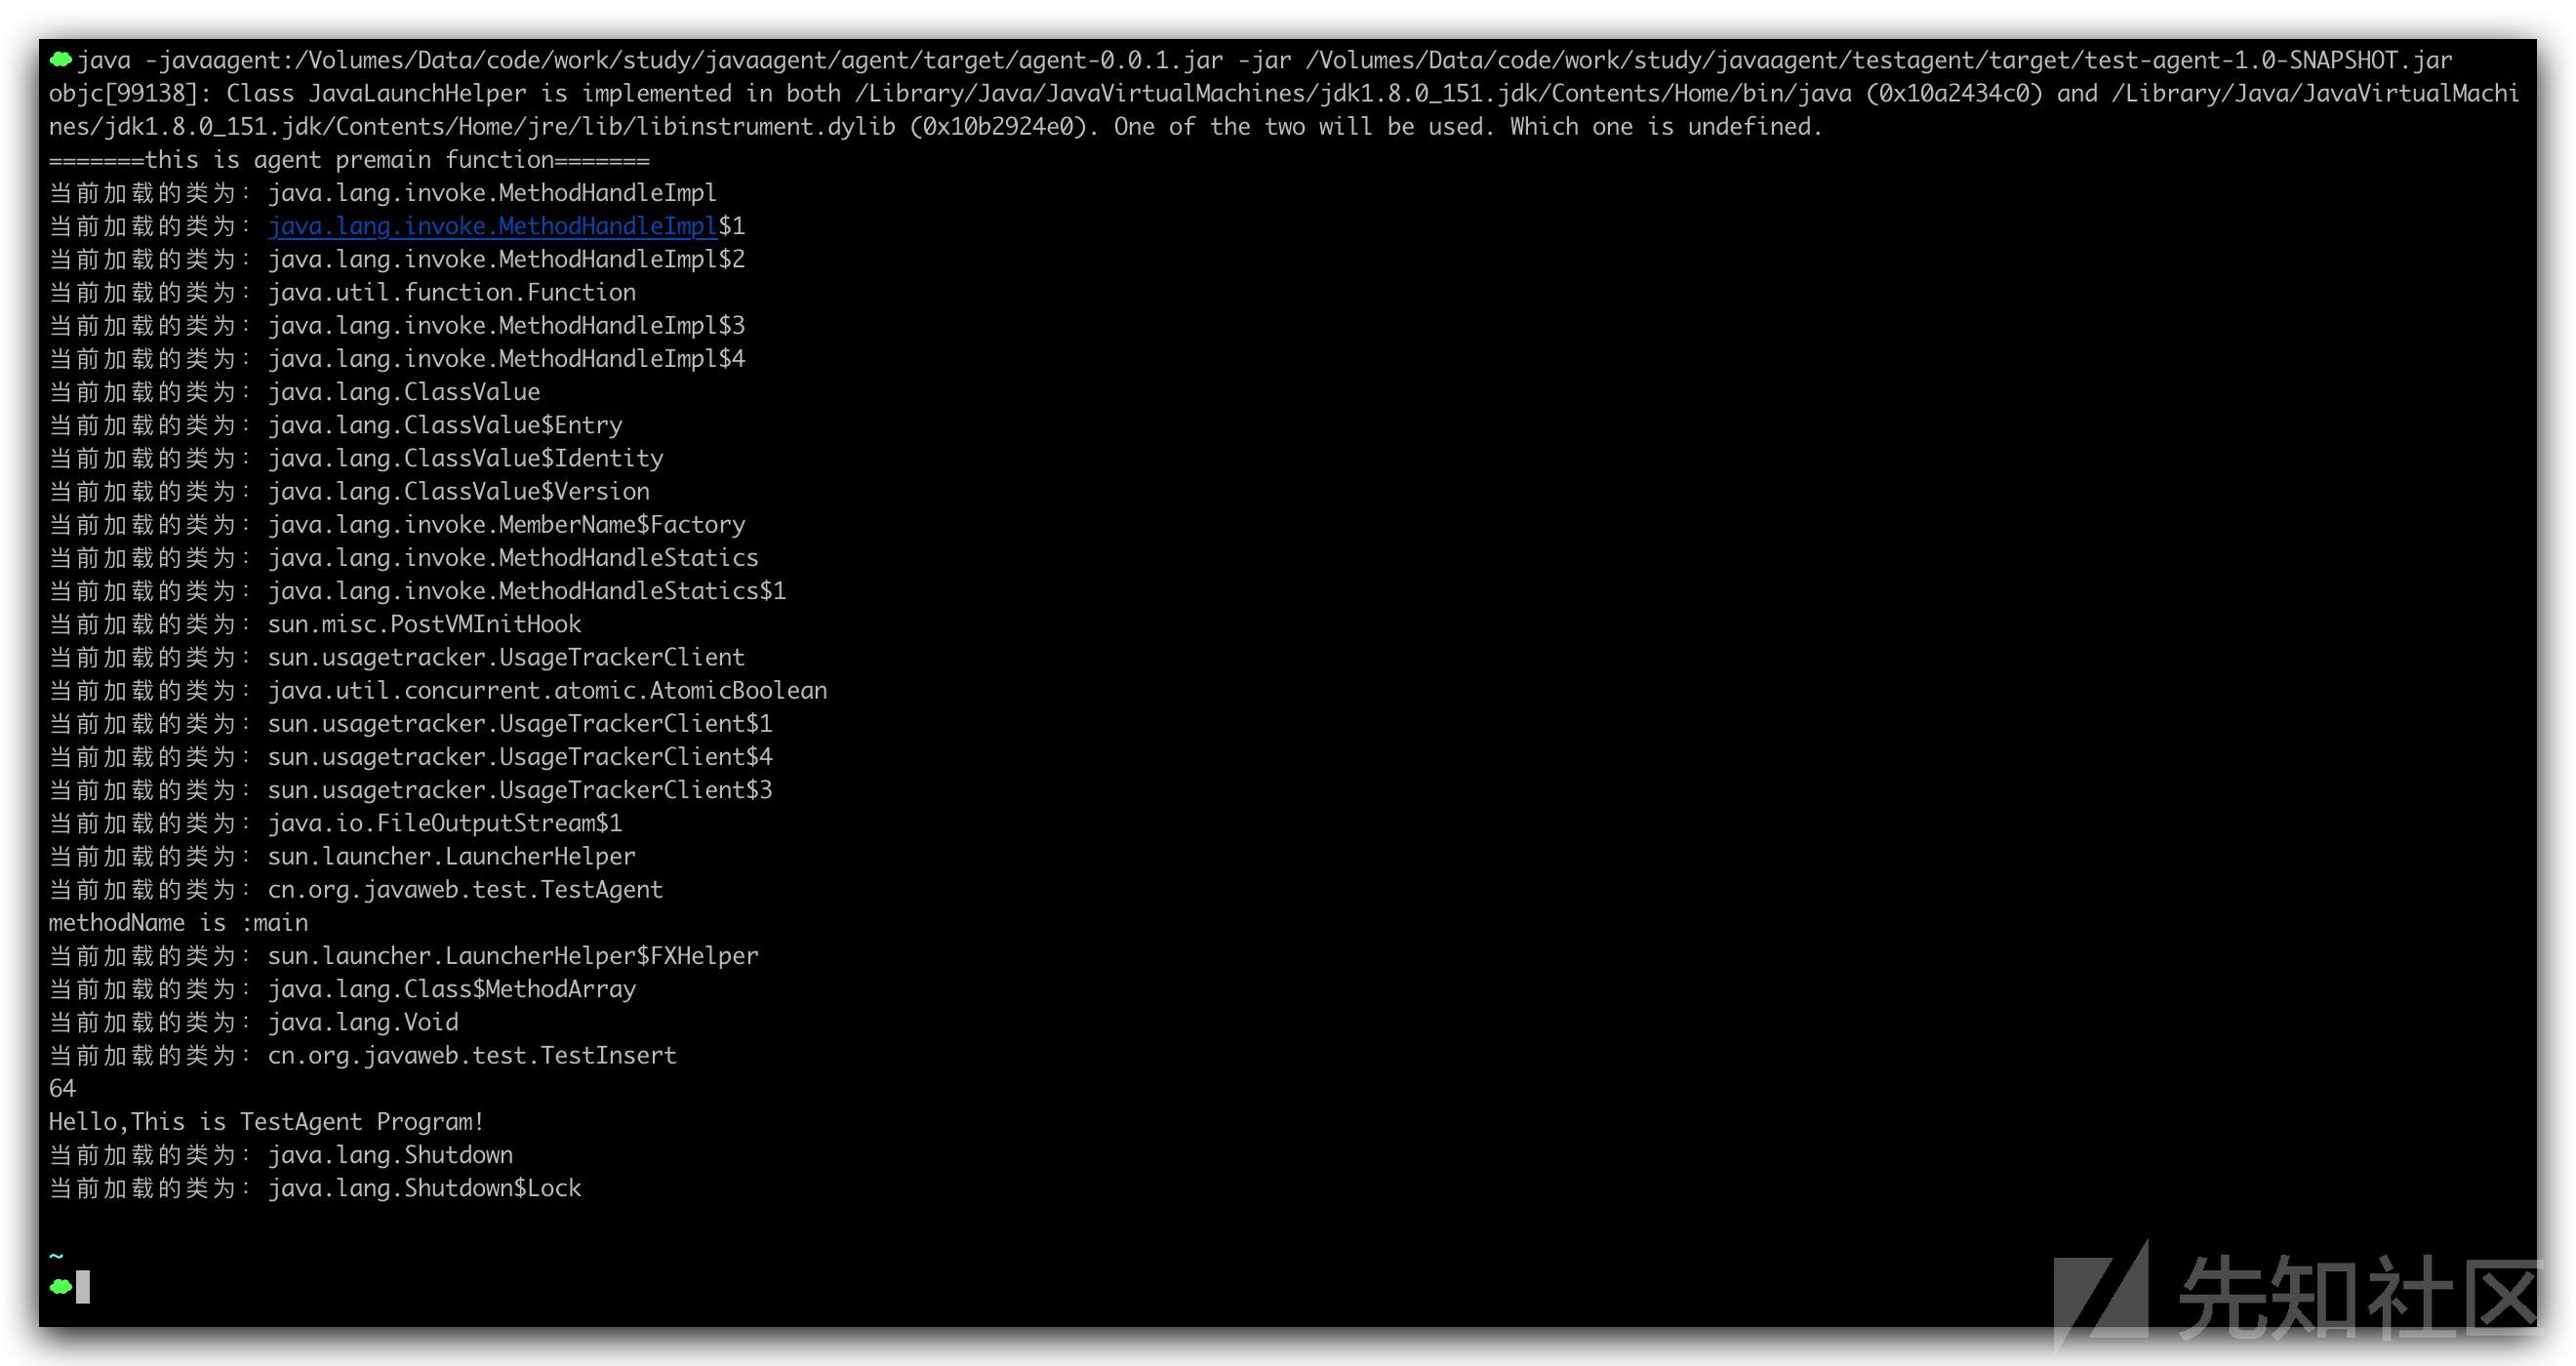 java -javaagent:/Volumes/Data/code/work/study/javaagent/agent/target/agent-0.0.1.jar -jar /Volumes/Data/code/work/study/javaagent/testagent/target/test-agent-1.0-SNAPSHOT.jar
objc[99138]: Class JavaLaunchHelper is implemented in both /Library/Java/JavaVirtualMachines/jdk1.8.0_151.jdk/Contents/Home/bin/java (0x10a2434c0) and /Library/Java/JavaVirtualMachi
nes/jdk1.8.0_151.jdk/Contents/Home/jre/lib/libinstrument.dylib (0x10b2924e0). One of the two will be used. Which one is undefined.
=======this is agent premain function=======
当前加载的类为：java.lang.invoke.MethodHandleImpl
当前加载的类为：java.lang.invoke.MethodHandleImpl$1
当前加载的类为：java.lang.invoke.MethodHandleImpl$2
当前加载的类为：java.util.function.Function
当前加载的类为：java.lang.invoke.MethodHandleImpl$3
当前加载的类为：java.lang.invoke.MethodHandleImpl$4
当前加载的类为：java.lang.ClassValue
当前加载的类为：java.lang.ClassValue$Entry
当前加载的类为：java.lang.ClassValue$Identity
当前加载的类为：java.lang.ClassValue$Version
当前加载的类为：java.lang.invoke.MemberName$Factory
当前加载的类为：java.lang.invoke.MethodHandleStatics
当前加载的类为：java.lang.invoke.MethodHandleStatics$1
当前加载的类为：sun.misc.PostVMInitHook
当前加载的类为：sun.usagetracker.UsageTrackerClient
当前加载的类为：java.util.concurrent.atomic.AtomicBoolean
当前加载的类为：sun.usagetracker.UsageTrackerClient$1
当前加载的类为：sun.usagetracker.UsageTrackerClient$4
当前加载的类为：sun.usagetracker.UsageTrackerClient$3
当前加载的类为：java.io.FileOutputStream$1
当前加载的类为：sun.launcher.LauncherHelper
当前加载的类为：cn.org.javaweb.test.TestAgent
methodName is :main
当前加载的类为：sun.launcher.LauncherHelper$FXHelper
当前加载的类为：java.lang.Class$MethodArray
当前加载的类为：java.lang.Void
当前加载的类为：cn.org.javaweb.test.TestInsert
64
Hello,This is TestAgent Program!
当前加载的类为：java.lang.Shutdown
当前加载的类为：java.lang.Shutdown$Lock
~
先知社区